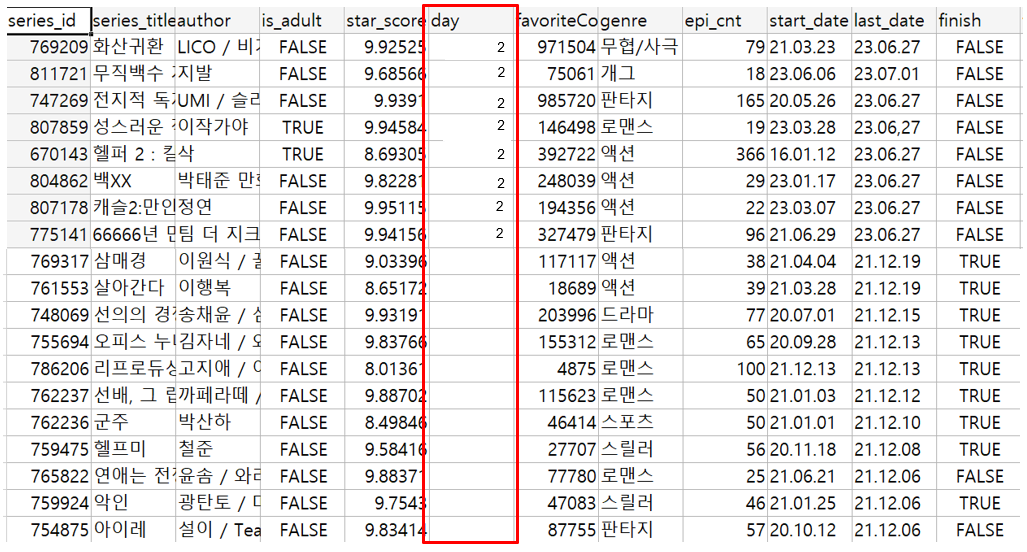 series_id series_title author is_adult star_score day favoriteCo genre epi_cnt start_date last_date finish
769209 화산귀환 LICO / 비가 FALSE 9.92525 2 971504 무협/사극 79 21.03.23 23.06.27 FALSE
811721 무직백수 지발 FALSE 9.68566 2 75061 개그 18 23.06.06 23.07.01 FALSE
747269 전지적 독자 UMI / 슬리 FALSE 9.9391 2 985720 판타지 165 20.05.26 23.06.27 FALSE
807859 성스러운 이작가야 TRUE 9.94584 2 146498 로맨스 19 23.03.28 23.06,27 FALSE
670143 헬퍼 2 : 킬 삭 TRUE 8.69305 2 392722 액션 366 16.01.12 23.06.27 FALSE
804862 백XX 박태준 만화 FALSE 9.82281 2 248039 액션 29 23.01.17 23.06.27 FALSE
807178 캐슬2:만인 정연 FALSE 9.95115 2 194356 액션 22 23.03.07 23.06,27 FALSE
775141 66666년 만 팀 더 지크 FALSE 9.94156 2 327479 판타지 96 21.06.29 23.06.27 FALSE
769317 삼매경 이원식 / 꿀 FALSE 9.03396 117117 액션 38 21.04.04 21.12.19 TRUE
761553 살아간다 이행복 FALSE 8.65172 18689 액션 39 21.03.28 21.12.19 TRUE
748069 선의의 경쟁 송채윤 / 심 FALSE 9.93191 203996 드라마 77 20.07.01 21.12.15 TRUE
755694 오피스 누나 김자네 / FALSE 9.83766 155312 로맨스 65 20.09.28 21.12.13 TRUE
786206 리프로듀싱 고지애 / 이 FALSE 8.01361 4875 로맨스 100 21.12.13 21.12.13 TRUE
762237 선배, 그 립 까페라떼 / FALSE 9.88702 115623 로맨스 50 21.01.03 21.12.12 TRUE
762236 군주 박산하 FALSE 8.49846 46414 스포츠 50 21.01.01 21.12.10 TRUE
759475 헬프미 철준 FALSE 9.58416 27707 스릴러 56 20.11.18 21.12.08 TRUE
765822 연애는 전정 윤솜 / 와리 FALSE 9.88371 77780 로맨스 25 21.06.21 21.12.06 FALSE
759924 악인 광탄토 / FALSE 9.7543 47083 스릴러 46 21.01.25 21.12.06 TRUE
754875 아이레 설이 / Tea FALSE 9.83414 87755 판타지 57 20.10.12 21.12.06 FALSE